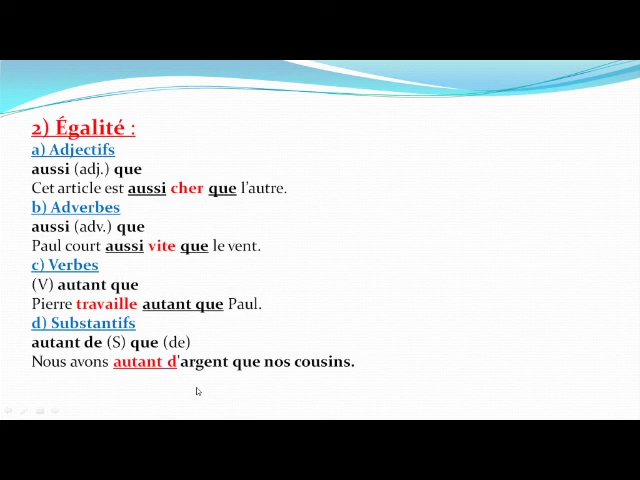 2) Égalité :
a) Adjectifs
aussi (adj.) que
Cet article est aussi cher que l'autre.
b) Adverbes
aussi (adv.) que
Paul court aussi vite que le vent.
c) Verbes
(V) autant que
Pierre travaille autant que Paul.
d) Substantifs
autant de (S) que (de)
Nous avons autant d'argent que nos cousins.